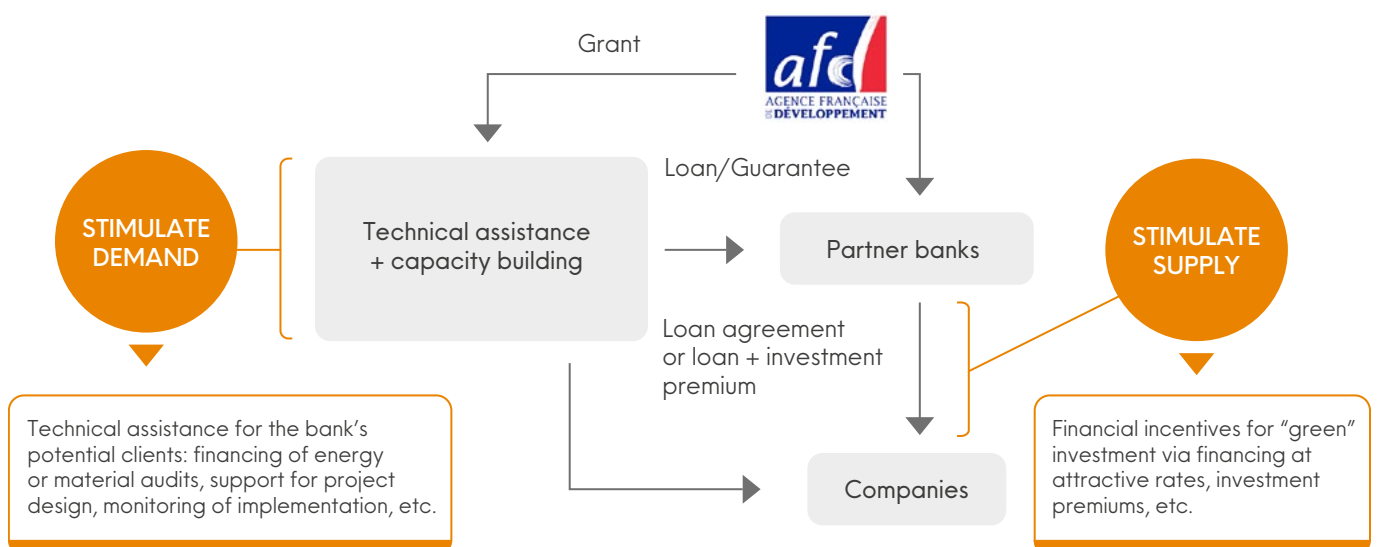 Grant
afd
AGENCE FRANÇAISE
DE DÉVELOPPEMENT
Loan/Guarantee
STIMULATE
DEMAND
Technical assistance
+ capacity building
Partner banks
STIMULATE
SUPPLY
Loan agreement
or loan + investment
premium
Technical assistance for the bank’s
potential clients: financing of energy
or material audits, support for project
design, monitoring of implementation, etc.
Companies
Financial incentives for “green”
investment via financing at
attractive rates, investment
premiums, etc.